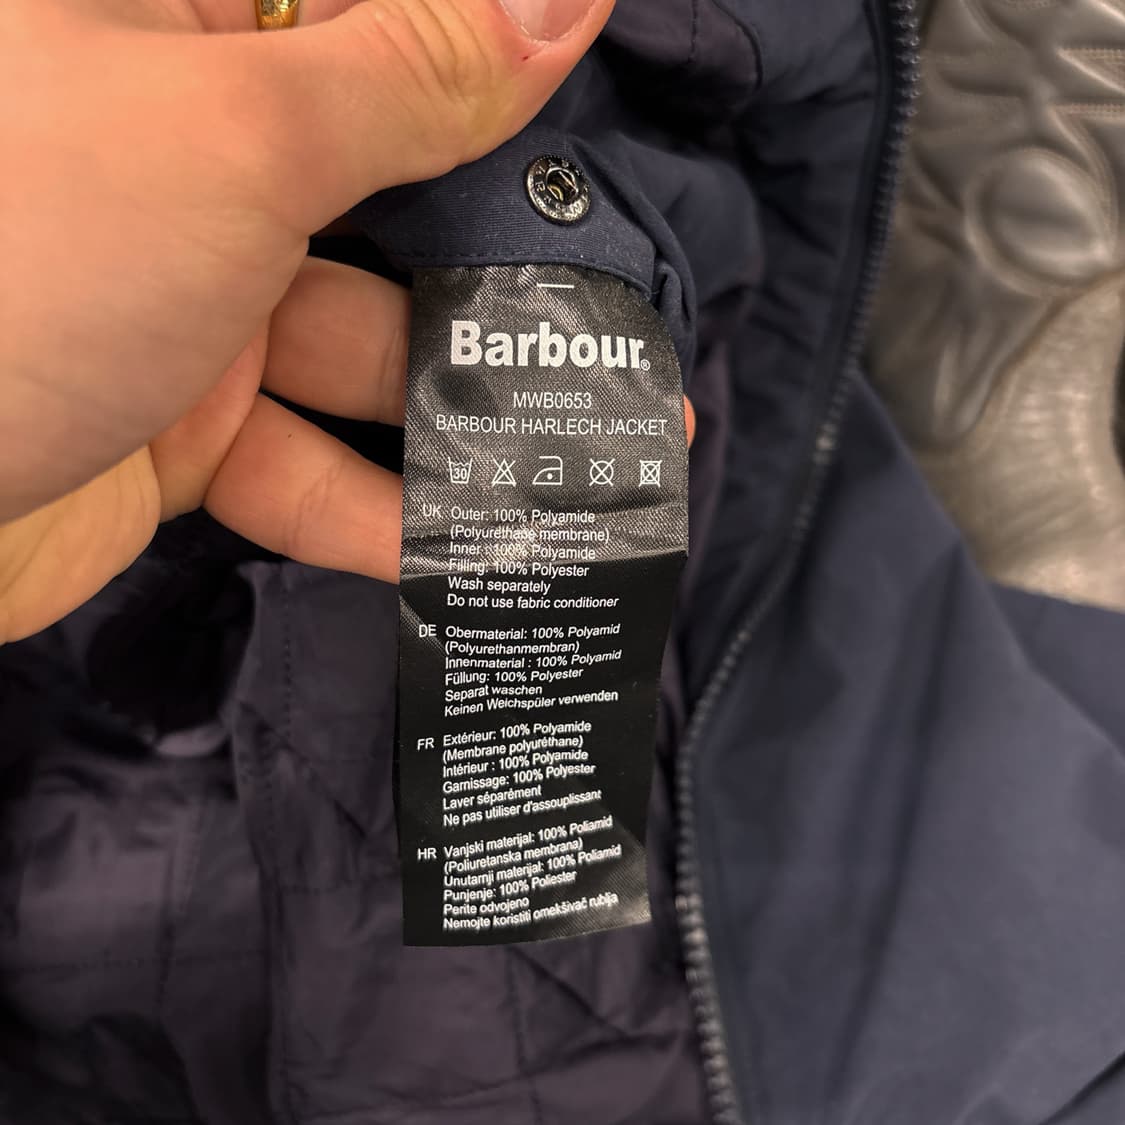 Barbour®
MWB0653
BARBOUR HARLECH JACKET
30
UK Outer: 100% Polyamide
(Polyurethane membrane)
Inner : 100% Polyamide
Filling: 100% Polyester
Wash separately
Do not use fabric conditioner
DE Obermaterial: 100% Polyamid
(Polyurethanmembran)
Innenmaterial : 100% Polyamid
Füllung: 100% Polyester
Separat waschen
Keinen Weichspüler verwenden
FR Extérieur: 100% Polyamide
(Membrane polyuréthane)
Intérieur : 100% Polyamide
Garnissage: 100% Polyester
Laver séparément
Ne pas utiliser d'assouplissant
HR Vanjski materijal: 100% Poliamid
(Poliuretanska membrana)
Unutarnji materijal: 100% Poliamid
Punjenje: 100% Poliester
Perite odvojeno
Nemojte koristiti omekšivač rublja